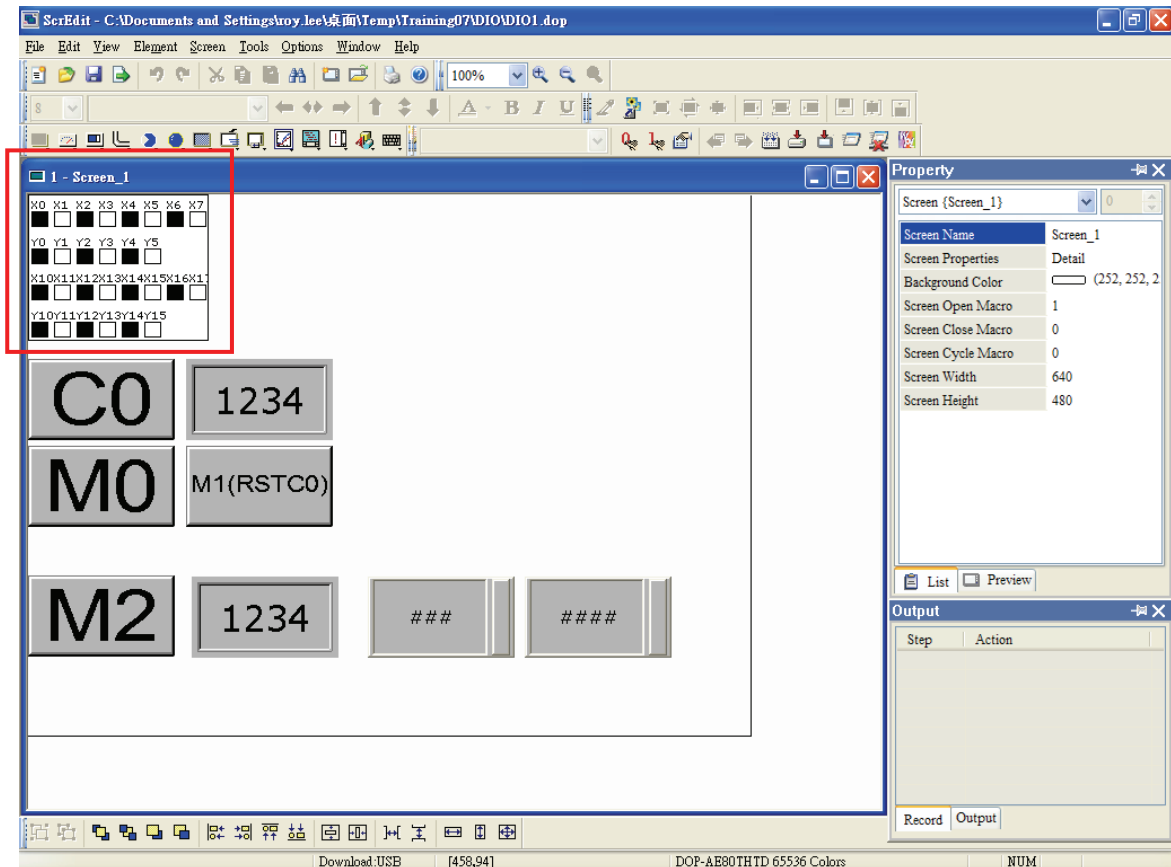 ScrEdit - C:\Documents and Settings\roy.lee\桌面\Temp\Training07\DIO\DIO1.dop
File Edit View Element Screen Tools Options Window Help
100%
8
1 - Screen_1
X0 X1 X2 X3 X4 X5 X6 X7
Y0 Y1 Y2 Y3 Y4 Y5
X10X11X12X13X14X15X16X1
Y10Y11Y12Y13Y14Y15
C0 1234
M0 M1(RSTC0)
M2 1234 ### ####
Property
Screen {Screen_1} 0
Screen Name Screen_1
Screen Properties Detail
Background Color (252, 252, 2
Screen Open Macro 1
Screen Close Macro 0
Screen Cycle Macro 0
Screen Width 640
Screen Height 480
List Preview
Output
Step Action
Record Output
Download:USB [458,94] DOP-AE80THTD 65536 Colors NUM